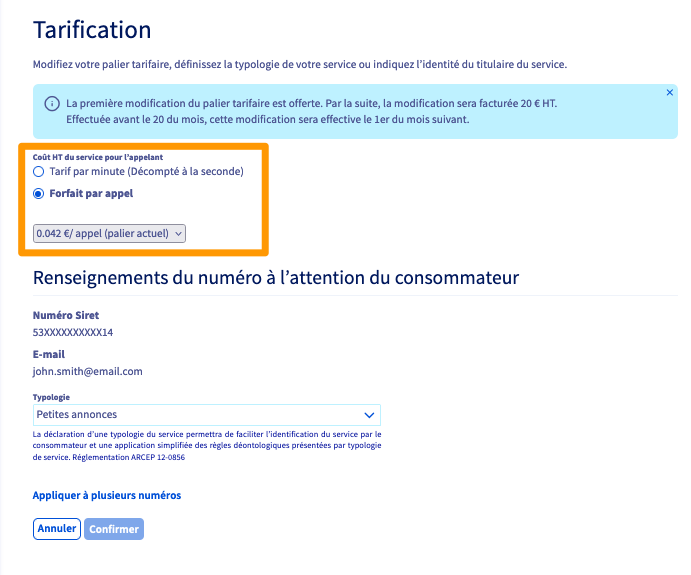 Tarification
Modifiez votre palier tarifaire, définissez la typologie de votre service ou indiquez l'identité du titulaire du service.
La première modification du palier tarifaire est offerte. Par la suite, la modification sera facturée 20 € HT.
Effectuée avant le 20 du mois, cette modification sera effective le 1er du mois suivant.
Coût HT du service pour l'appelant
Tarif par minute (Décompté à la seconde)
Forfait par appel
0.042 €/ appel (palier actuel)
Renseignements du numéro à l'attention du consommateur
Numéro Siret
53XXXXXXXXXX14
E-mail
john.smith@email.com
Typologie
Petites annonces
La déclaration d'une typologie du service permettra de faciliter l'identification du service par le
consommateur et une application simplifiée des règles déontologiques présentées par typologie
de service. Réglementation ARCEP 12-0856
Appliquer à plusieurs numéros
Annuler Confirmer